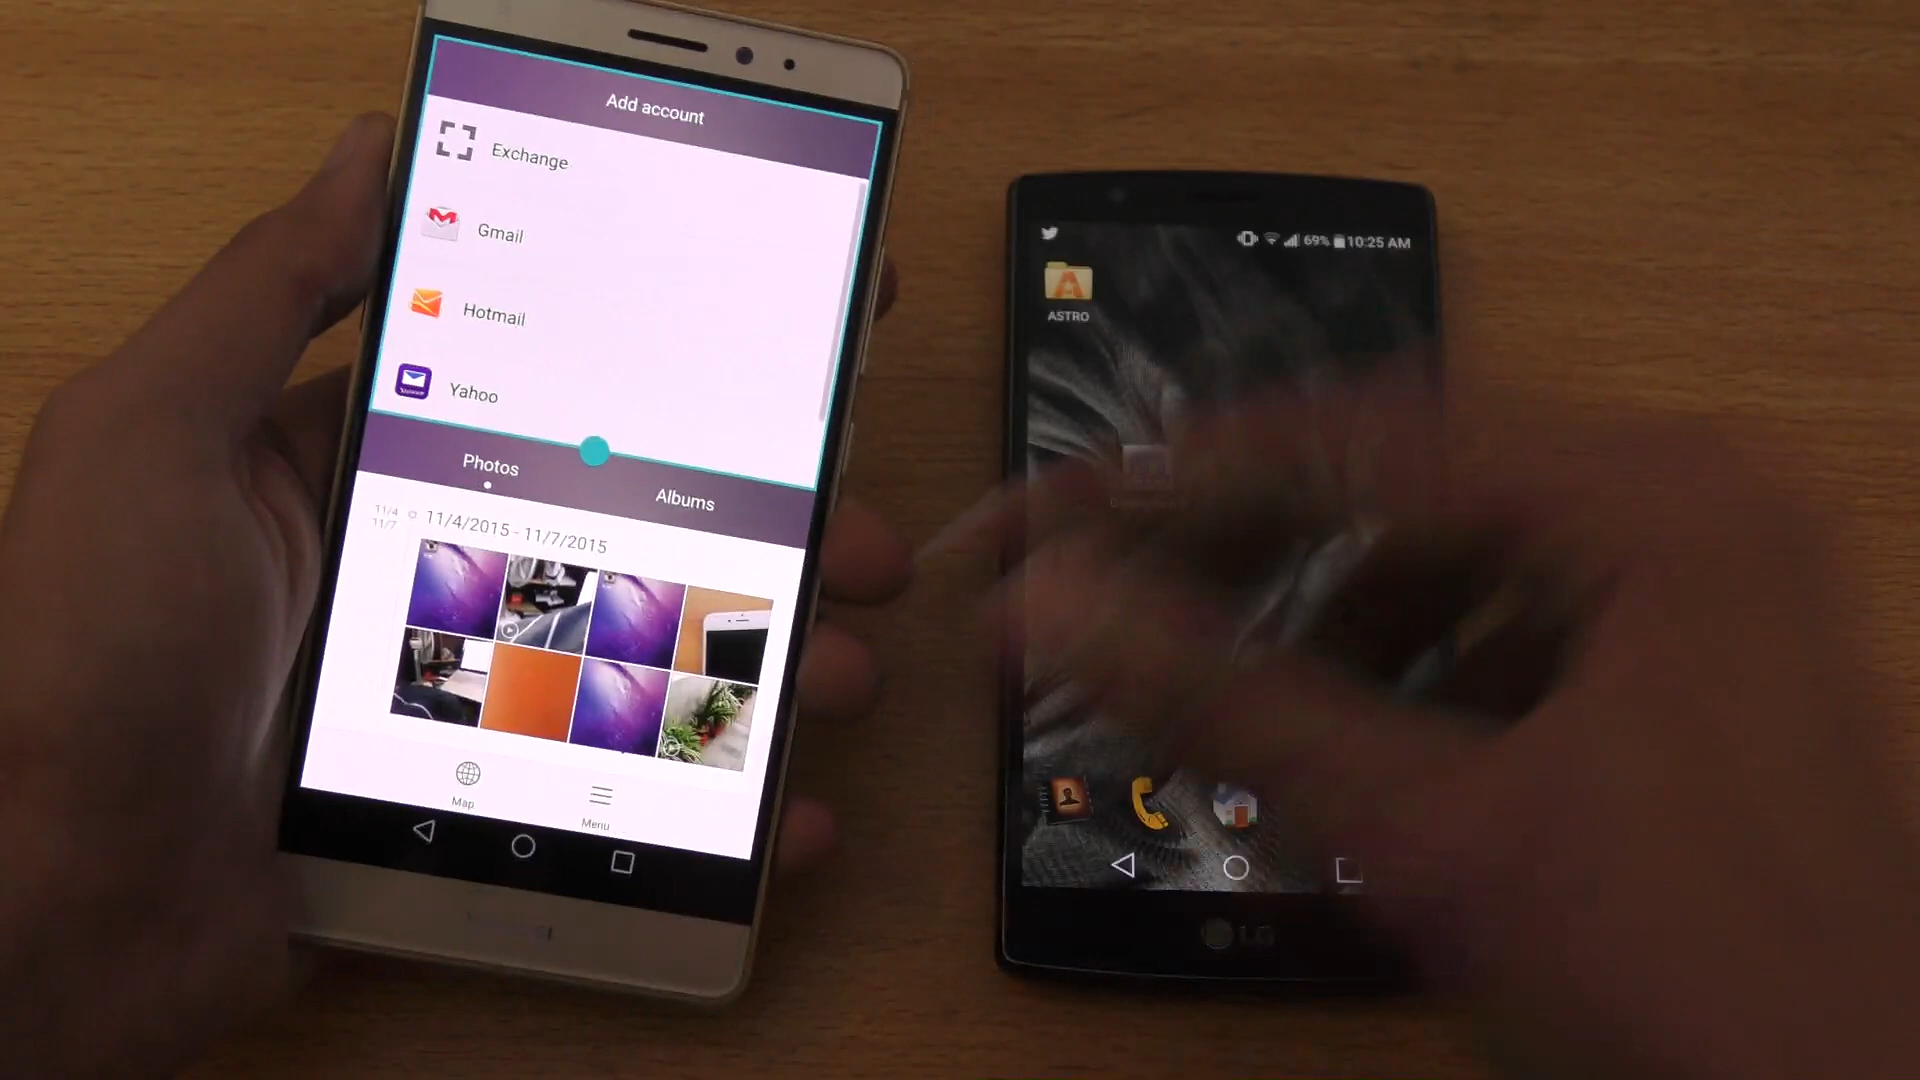 Add account
Exchange
Gmail
Hotmail
Yahoo
Photos
Albums
11/4
11/7
11/4/2015 - 11/7/2015
Map
Menu
69% 10:25 AM
ASTRO
LG